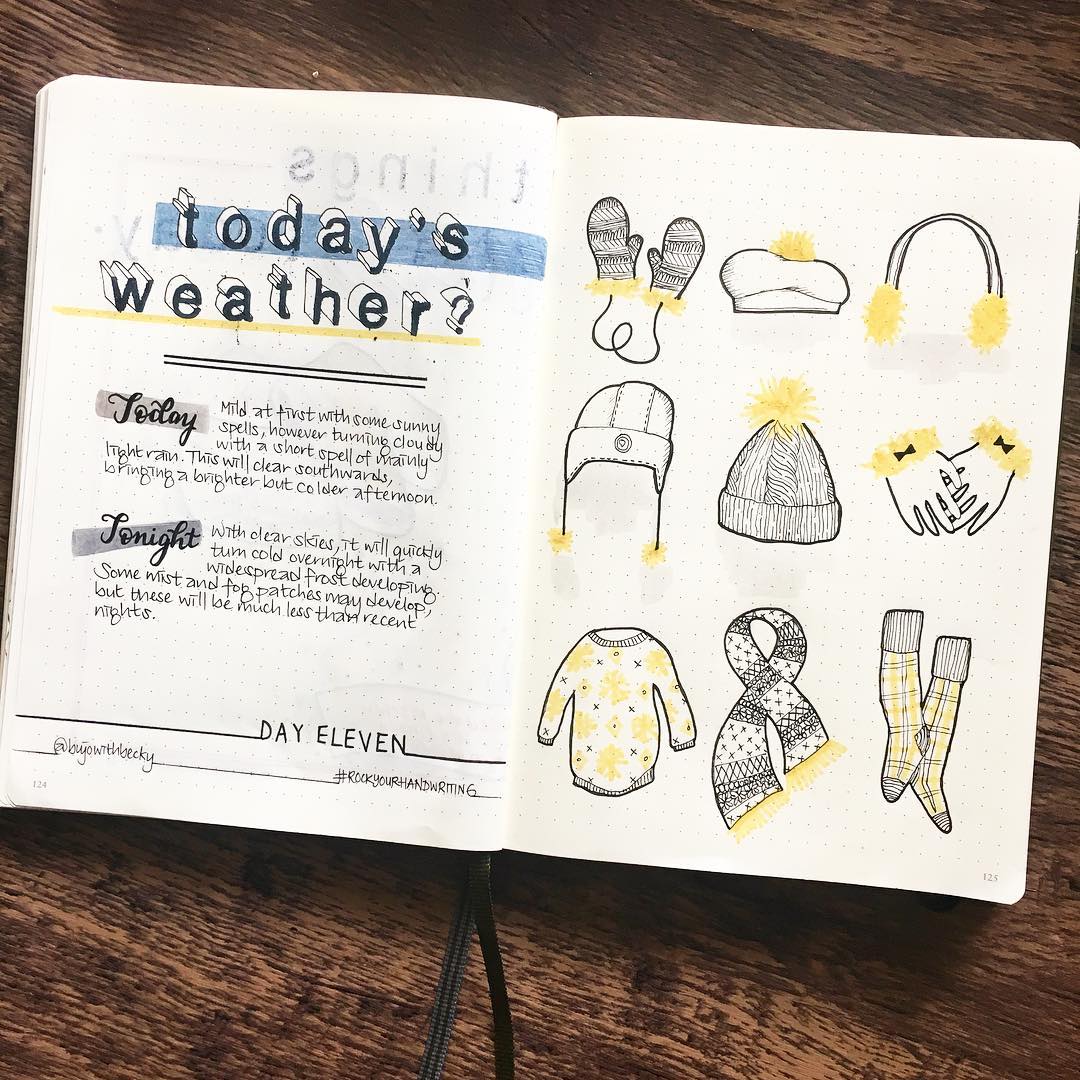 things
today's
weather?
Today Mild at first with some sunny
spells, however turning cloudy
with a short spell of mainly
light rain. This will clear southwards,
bringing a brighter but colder afternoon.
Tonight With clear skies, it will quickly
turn cold overnight with a
widespread frost developing.
Some mist and fog patches may develop,
but these will be much less than recent
nights.
DAY ELEVEN
@bujowithbecky
#ROCKYOURHANDWRITING
124
125